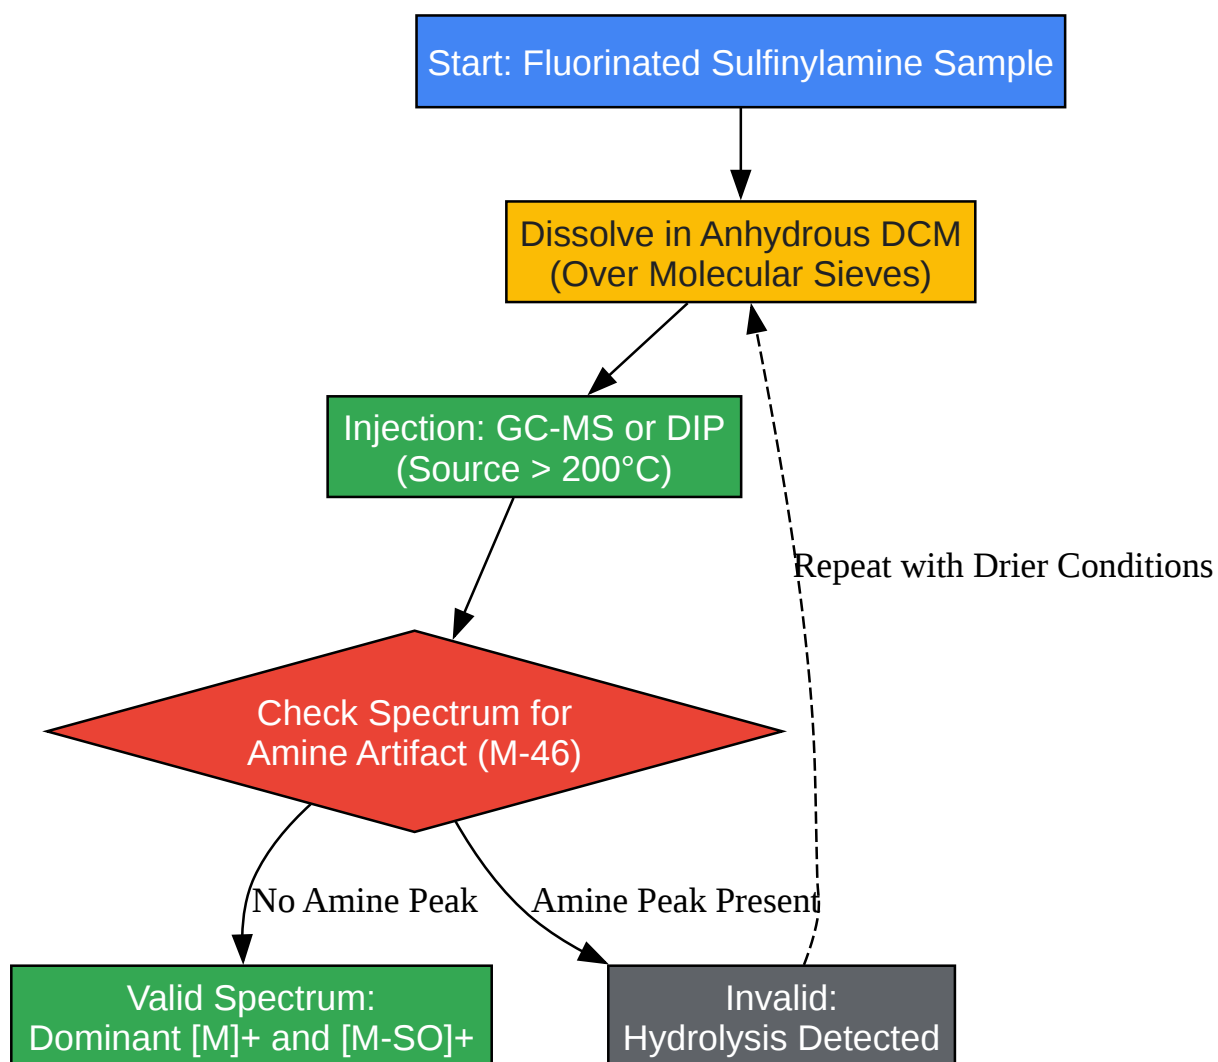 Start: Fluorinated Sulfinylamine Sample
Dissolve in Anhydrous DCM
(Over Molecular Sieves)
Injection: GC-MS or DIP
(Source > 200°C)
Repeat with Drier Conditions
Check Spectrum for
Amine Artifact (M-46)
No Amine Peak
Amine Peak Present
Valid Spectrum:
Dominant [M]+ and [M-SO]+
Invalid:
Hydrolysis Detected